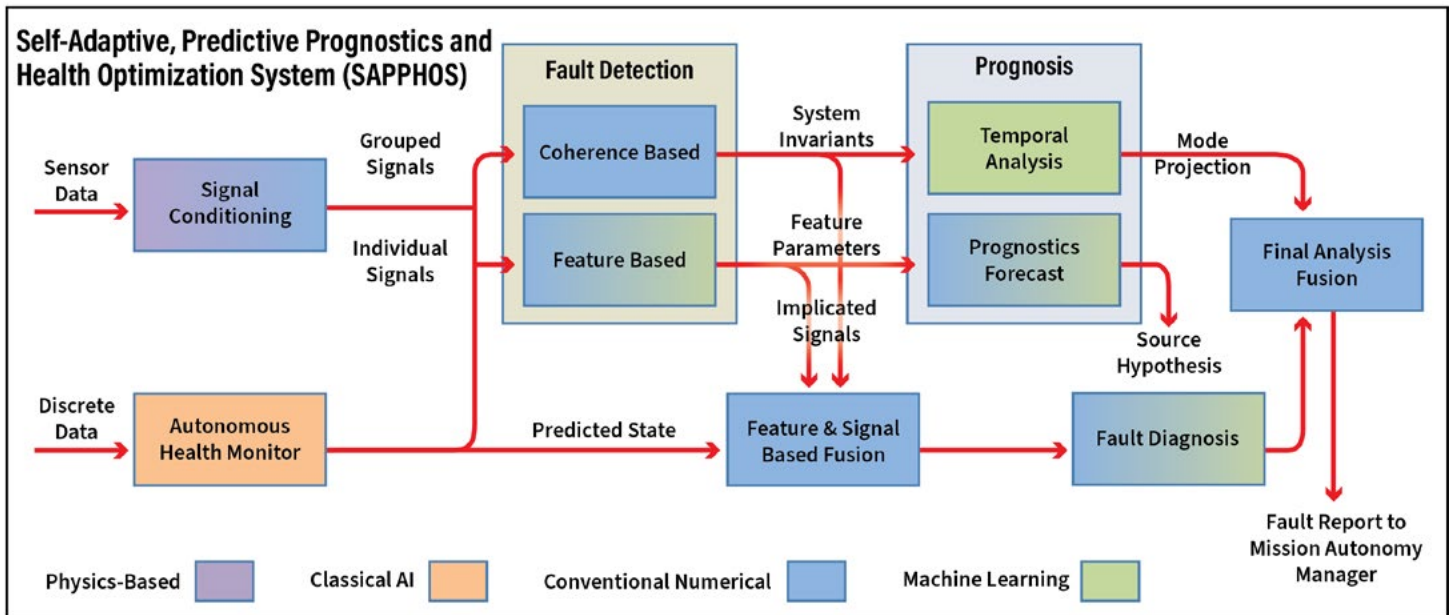 Self-Adaptive, Predictive Prognostics and
Health Optimization System (SAPPHOS)
Fault Detection
Prognosis
Sensor
Data
Signal
Conditioning
Grouped
Signals
Individual
Signals
Coherence Based
Feature Based
System
Invariants
Feature
Parameters
Implicated
Signals
Temporal
Analysis
Prognostics
Forecast
Mode
Projection
Source
Hypothesis
Final Analysis
Fusion
Discrete
Data
Autonomous
Health Monitor
Predicted State
Feature & Signal
Based Fusion
Fault Diagnosis
Fault Report to
Mission Autonomy
Manager
Physics-Based
Classical AI
Conventional Numerical
Machine Learning